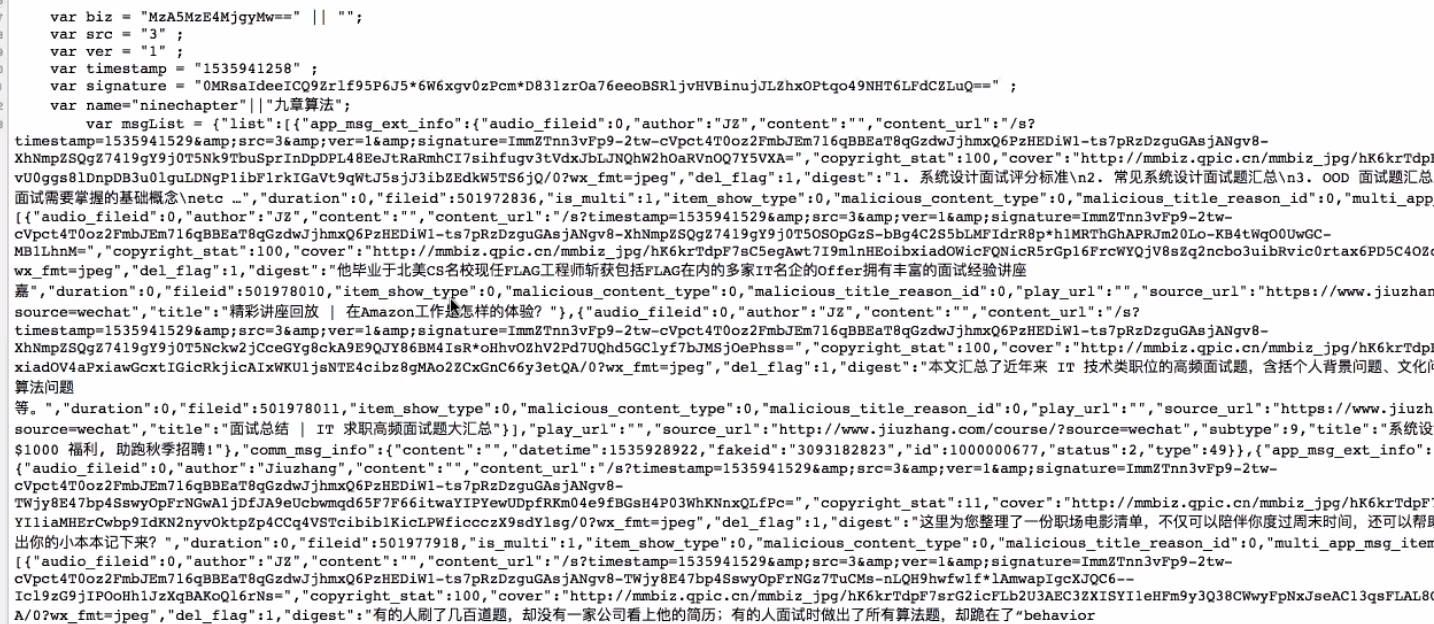 var biz = "MzA5MzE4MjgyMw==" || "";
var src = "3" ;
var ver = "1" ;
var timestamp = "1535941258" ;
var signature = "0MRsaIdeeICQ9Zrlf95P6J5*6W6xgv0zPcm*D83lzrOa76eeoBSRljvHVBinujJLZhxOPtqo49NHT6LFdCZLuQ==" ;
var name="ninechapter"||"九章算法";
var msgList = {"list":[{"app_msg_ext_info":{"audio_fileid":0,"author":"JZ","content":"","content_url":"/s?
timestamp=1535941529&amp;src=3&amp;ver=1&amp;signature=ImmZTnn3vFp9-2tw-cVpct4T0oz2FmbJEm716qBBEaT8qGzdwJjhmxQ6PzHEDiWl-ts7pRzDzguGAsjANgv8-
XhNmpZSQgZ7419gY9j0T5Nk9TbuSprInDpDPL48EeJtRaRmhCI7sihfugv3tVdxJbLJNQhW2hOaRVnOQ7Y5VXA=","copyright_stat":100,"cover":"http://mmbiz.qpic.cn/mmbiz_jpg/hK6krTdpF
vU0ggs8lDnpDB3u0lguLDNgP1ibF1rkIGaVt9qWtJ5sjJ3ibZEdkW5TS6jQ/0?wx_fmt=jpeg","del_flag":1,"digest":"1. 系统设计面试评分标准\n2. 常见系统设计面试题汇总\n3. OOD 面试题汇总
面试需要掌握的基础概念\netc …","duration":0,"fileid":501972836,"is_multi":1,"item_show_type":0,"malicious_content_type":0,"malicious_title_reason_id":0,"multi_app
[{"audio_fileid":0,"author":"JZ","content":"","content_url":"/s?timestamp=1535941529&amp;src=3&amp;ver=1&amp;signature=ImmZTnn3vFp9-2tw-
cVpct4T0oz2FmbJEm716qBBEaT8qGzdwJjhmxQ6PzHEDiWl-ts7pRzDzguGAsjANgv8-XhNmpZSQgZ7419gY9j0T5OSOpGzS-bBg4C2S5bLMFIdrR8p*h1MRThGhAPRJm20Lo-KB4tWqO0UwGC-
MBlLhnM=","copyright_stat":100,"cover":"http://mmbiz.qpic.cn/mmbiz_jpg/hK6krTdpF7sC5egAwt7I9mlnHEoibxiadOWicFQNicR5rGpl6FrcWYQjV8sZq2ncbo3uibRvic0rtax6PD5C4OZ
wx_fmt=jpeg","del_flag":1,"digest":"他毕业于北美CS名校现任FLAG工程师斩获包括FLAG在内的多家IT名企的Offer拥有丰富的面试经验讲座
嘉","duration":0,"fileid":501978010,"item_show_type":0,"malicious_content_type":0,"malicious_title_reason_id":0,"play_url":"","source_url":"https://www.jiuzhan
source=wechat","title":"精彩讲座回放 | 在Amazon工作是怎样的体验？"},{"audio_fileid":0,"author":"JZ","content":"","content_url":"/s?
timestamp=1535941529&amp;src=3&amp;ver=1&amp;signature=ImmZTnn3vFp9-2tw-cVpct4T0oz2FmbJEm716qBBEaT8qGzdwJjhmxQ6PzHEDiWl-ts7pRzDzguGAsjANgv8-
XhNmpZSQgZ7419gY9j0T5Nckw2jCceGYg8ckA9E9QJY86BM4IsR*oHhvOZhV2Pd7UQhd5GClyf7bJMSjOePhss=","copyright_stat":100,"cover":"http://mmbiz.qpic.cn/mmbiz_jpg/hK6krTdpF
xiadOV4aPxiawGcxtIGicRkjicAIxWKUljsNTE4cibz8gMAo2ZCxGnC66y3etQA/0?wx_fmt=jpeg","del_flag":1,"digest":"本文汇总了近年来 IT 技术类职位的高频面试题，含括个人背景问题、文化问
算法问题
等。","duration":0,"fileid":501978011,"item_show_type":0,"malicious_content_type":0,"malicious_title_reason_id":0,"play_url":"","source_url":"https://www.jiuzh
source=wechat","title":"面试总结 | IT 求职高频面试题大汇总"}],"play_url":"","source_url":"http://www.jiuzhang.com/course/?source=wechat","subtype":9,"title":"系统设
$1000 福利，助跑秋季招聘！"},"comm_msg_info":{"content":"","datetime":1535928922,"fakeid":"3093182823","id":1000000677,"status":2,"type":49}},{"app_msg_ext_info":
{"audio_fileid":0,"author":"Jiuzhang","content":"","content_url":"/s?timestamp=1535941529&amp;src=3&amp;ver=1&amp;signature=ImmZTnn3vFp9-2tw-
cVpct4T0oz2FmbJEm716qBBEaT8qGzdwJjhmxQ6PzHEDiWl-ts7pRzDzguGAsjANgv8-
TWjy8E47bp4SswyOpFrNGwAljDfJA9eUcbwmqd65F7F66itwaYIPYewUDpfRKm04e9fBGsH4P03WhKNnxQLfPc=","copyright_stat":11,"cover":"http://mmbiz.qpic.cn/mmbiz_jpg/hK6krTdpF7
YI1iaMHErCwbp9IdKN2nyvOktpZp4CCq4VSTcibib1KicLPWficcczX9sdYlsg/0?wx_fmt=jpeg","del_flag":1,"digest":"这里为您整理了一份职场电影清单，不仅可以陪伴你度过周末时间，还可以帮助
出你的小本本记下来？","duration":0,"fileid":501977918,"is_multi":1,"item_show_type":0,"malicious_content_type":0,"malicious_title_reason_id":0,"multi_app_msg_item
[{"audio_fileid":0,"author":"JZ","content":"","content_url":"/s?timestamp=1535941529&amp;src=3&amp;ver=1&amp;signature=ImmZTnn3vFp9-2tw-
cVpct4T0oz2FmbJEm716qBBEaT8qGzdwJjhmxQ6PzHEDiWl-ts7pRzDzguGAsjANgv8-TWjy8E47bp4SswyOpFrNGz7TuCMs-nLQH9hwfwlf*lAmwapIgcXJQC6--
Icl9zG9jIPOoHhlJzXqBAKoQl6rNs=","copyright_stat":100,"cover":"http://mmbiz.qpic.cn/mmbiz_jpg/hK6krTdpF7srG2icFLb2U3AEC3ZXISYIleHFm9y3Q38CWwyFpNxJseAC13qsFLAL8
A/0?wx_fmt=jpeg","del_flag":1,"digest":"有的人刷了几百道题，却没有一家公司看上他的简历；有的人面试时做出了所有算法题，却跪在了“behavior